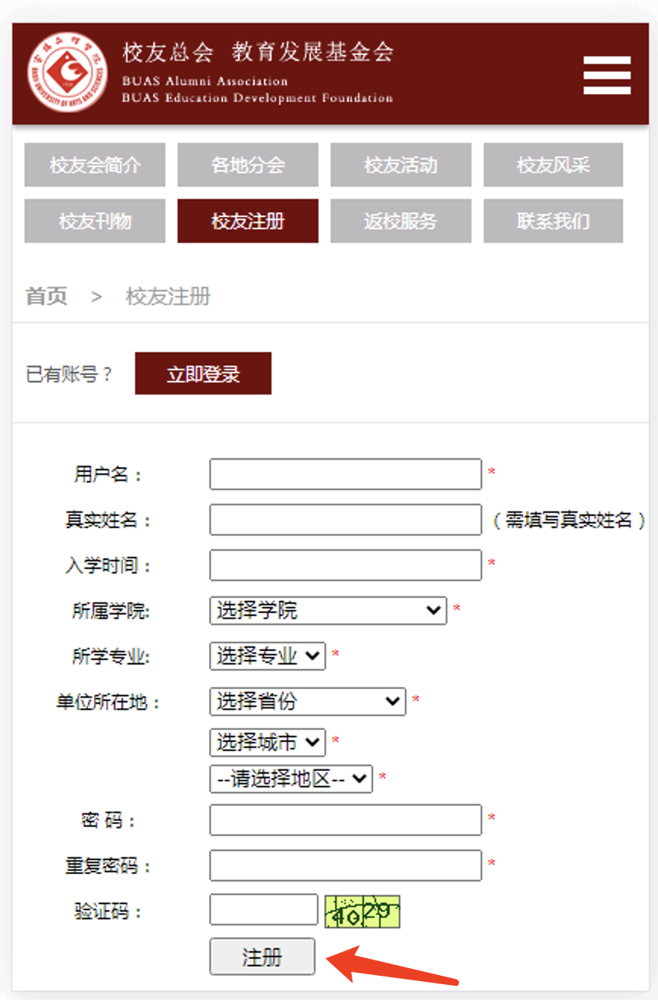 校友总会 教育发展基金会
BUAS Alumni Association
BUAS Education Development Foundation
校友会简介 各地分会 校友活动 校友风采
校友刊物 校友注册 返校服务 联系我们
首页 > 校友注册
已有账号？ 立即登录
用户名： *
真实姓名： （需填写真实姓名）
入学时间： *
所属学院: 选择学院 *
所学专业: 选择专业 *
单位所在地： 选择省份 *
选择城市 *
--请选择地区-- *
密 码： *
重复密码： *
验证码： 4029
注册